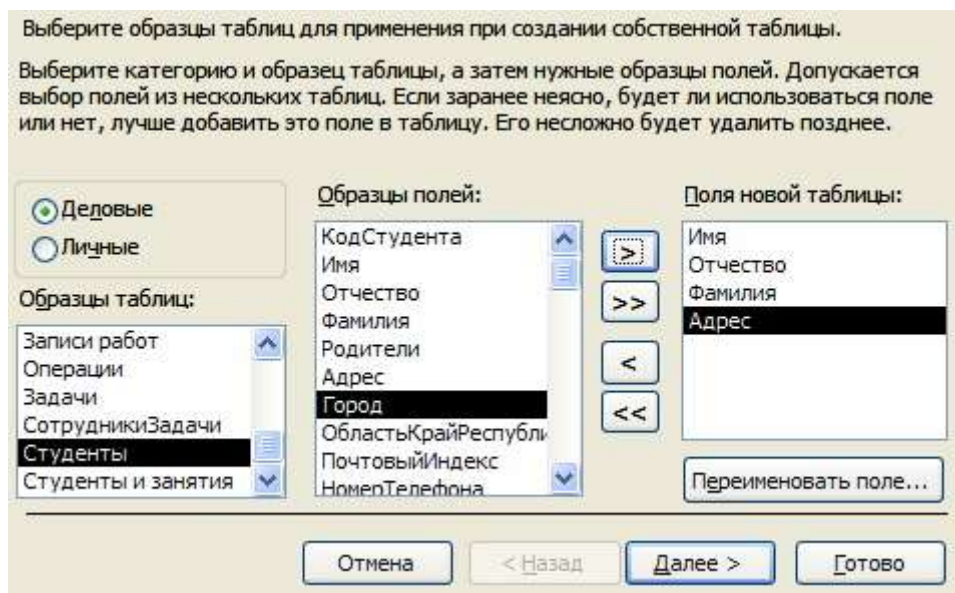 Выберите образцы таблиц для применения при создании собственной таблицы.
Выберите категорию и образец таблицы, а затем нужные образцы полей. Допускается
выбор полей из нескольких таблиц. Если заранее неясно, будет ли использоваться поле
или нет, лучше добавить это поле в таблицу. Его несложно будет удалить позднее.
Деловые
Личные
Образцы таблиц:
Записи работ
Операции
Задачи
СотрудникиЗадачи
Студенты
Студенты и занятия
Образцы полей:
КодСтудента
Имя
Отчество
Фамилия
Родители
Адрес
Город
ОбластьКрайРеспубли
ПочтовыйИндекс
НомерТелефона
>
>>
<
<<
Поля новой таблицы:
Имя
Отчество
Фамилия
Адрес
Переименовать поле...
Отмена
< Назад
Далее >
Готово